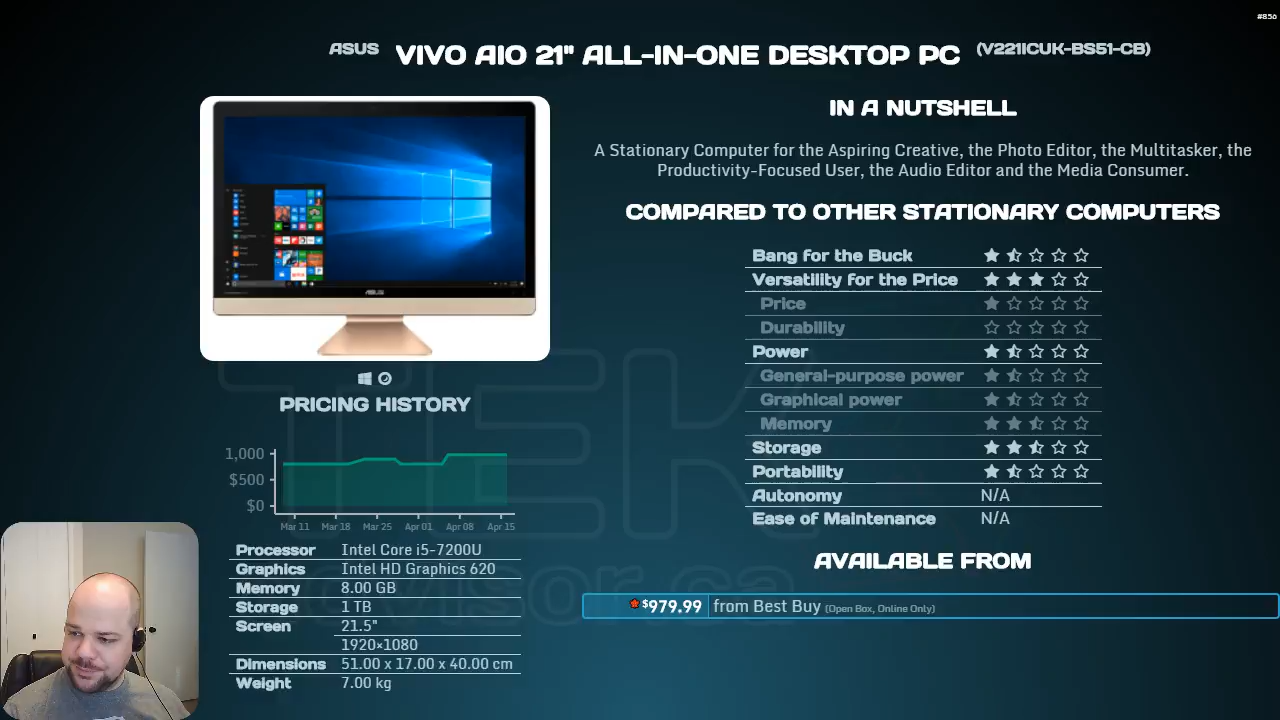 #856
ASUS VIVO AIO 21" ALL-IN-ONE DESKTOP PC (V221ICUK-BS51-CB)
IN A NUTSHELL
A Stationary Computer for the Aspiring Creative, the Photo Editor, the Multitasker, the
Productivity-Focused User, the Audio Editor and the Media Consumer.
COMPARED TO OTHER STATIONARY COMPUTERS
Bang for the Buck
Versatility for the Price
Price
Durability
Power
General-purpose power
Graphical power
Memory
Storage
Portability
Autonomy N/A
Ease of Maintenance N/A
AVAILABLE FROM
$979.99 from Best Buy (Open Box, Online Only)
ASUS
PRICING HISTORY
1,000
$500
$0
Mar 11 Mar 18 Mar 25 Apr 01 Apr 08 Apr 15
Processor Intel Core i5-7200U
Graphics Intel HD Graphics 620
Memory 8.00 GB
Storage 1 TB
Screen 21.5"
1920×1080
Dimensions 51.00 x 17.00 x 40.00 cm
Weight 7.00 kg
TEK
advisor.ca